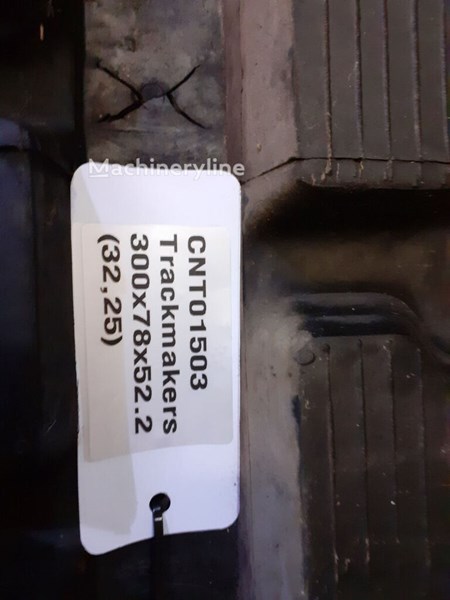 Machineryline
CNT01503
Trackmakers
300x78x52.2
(32,25)